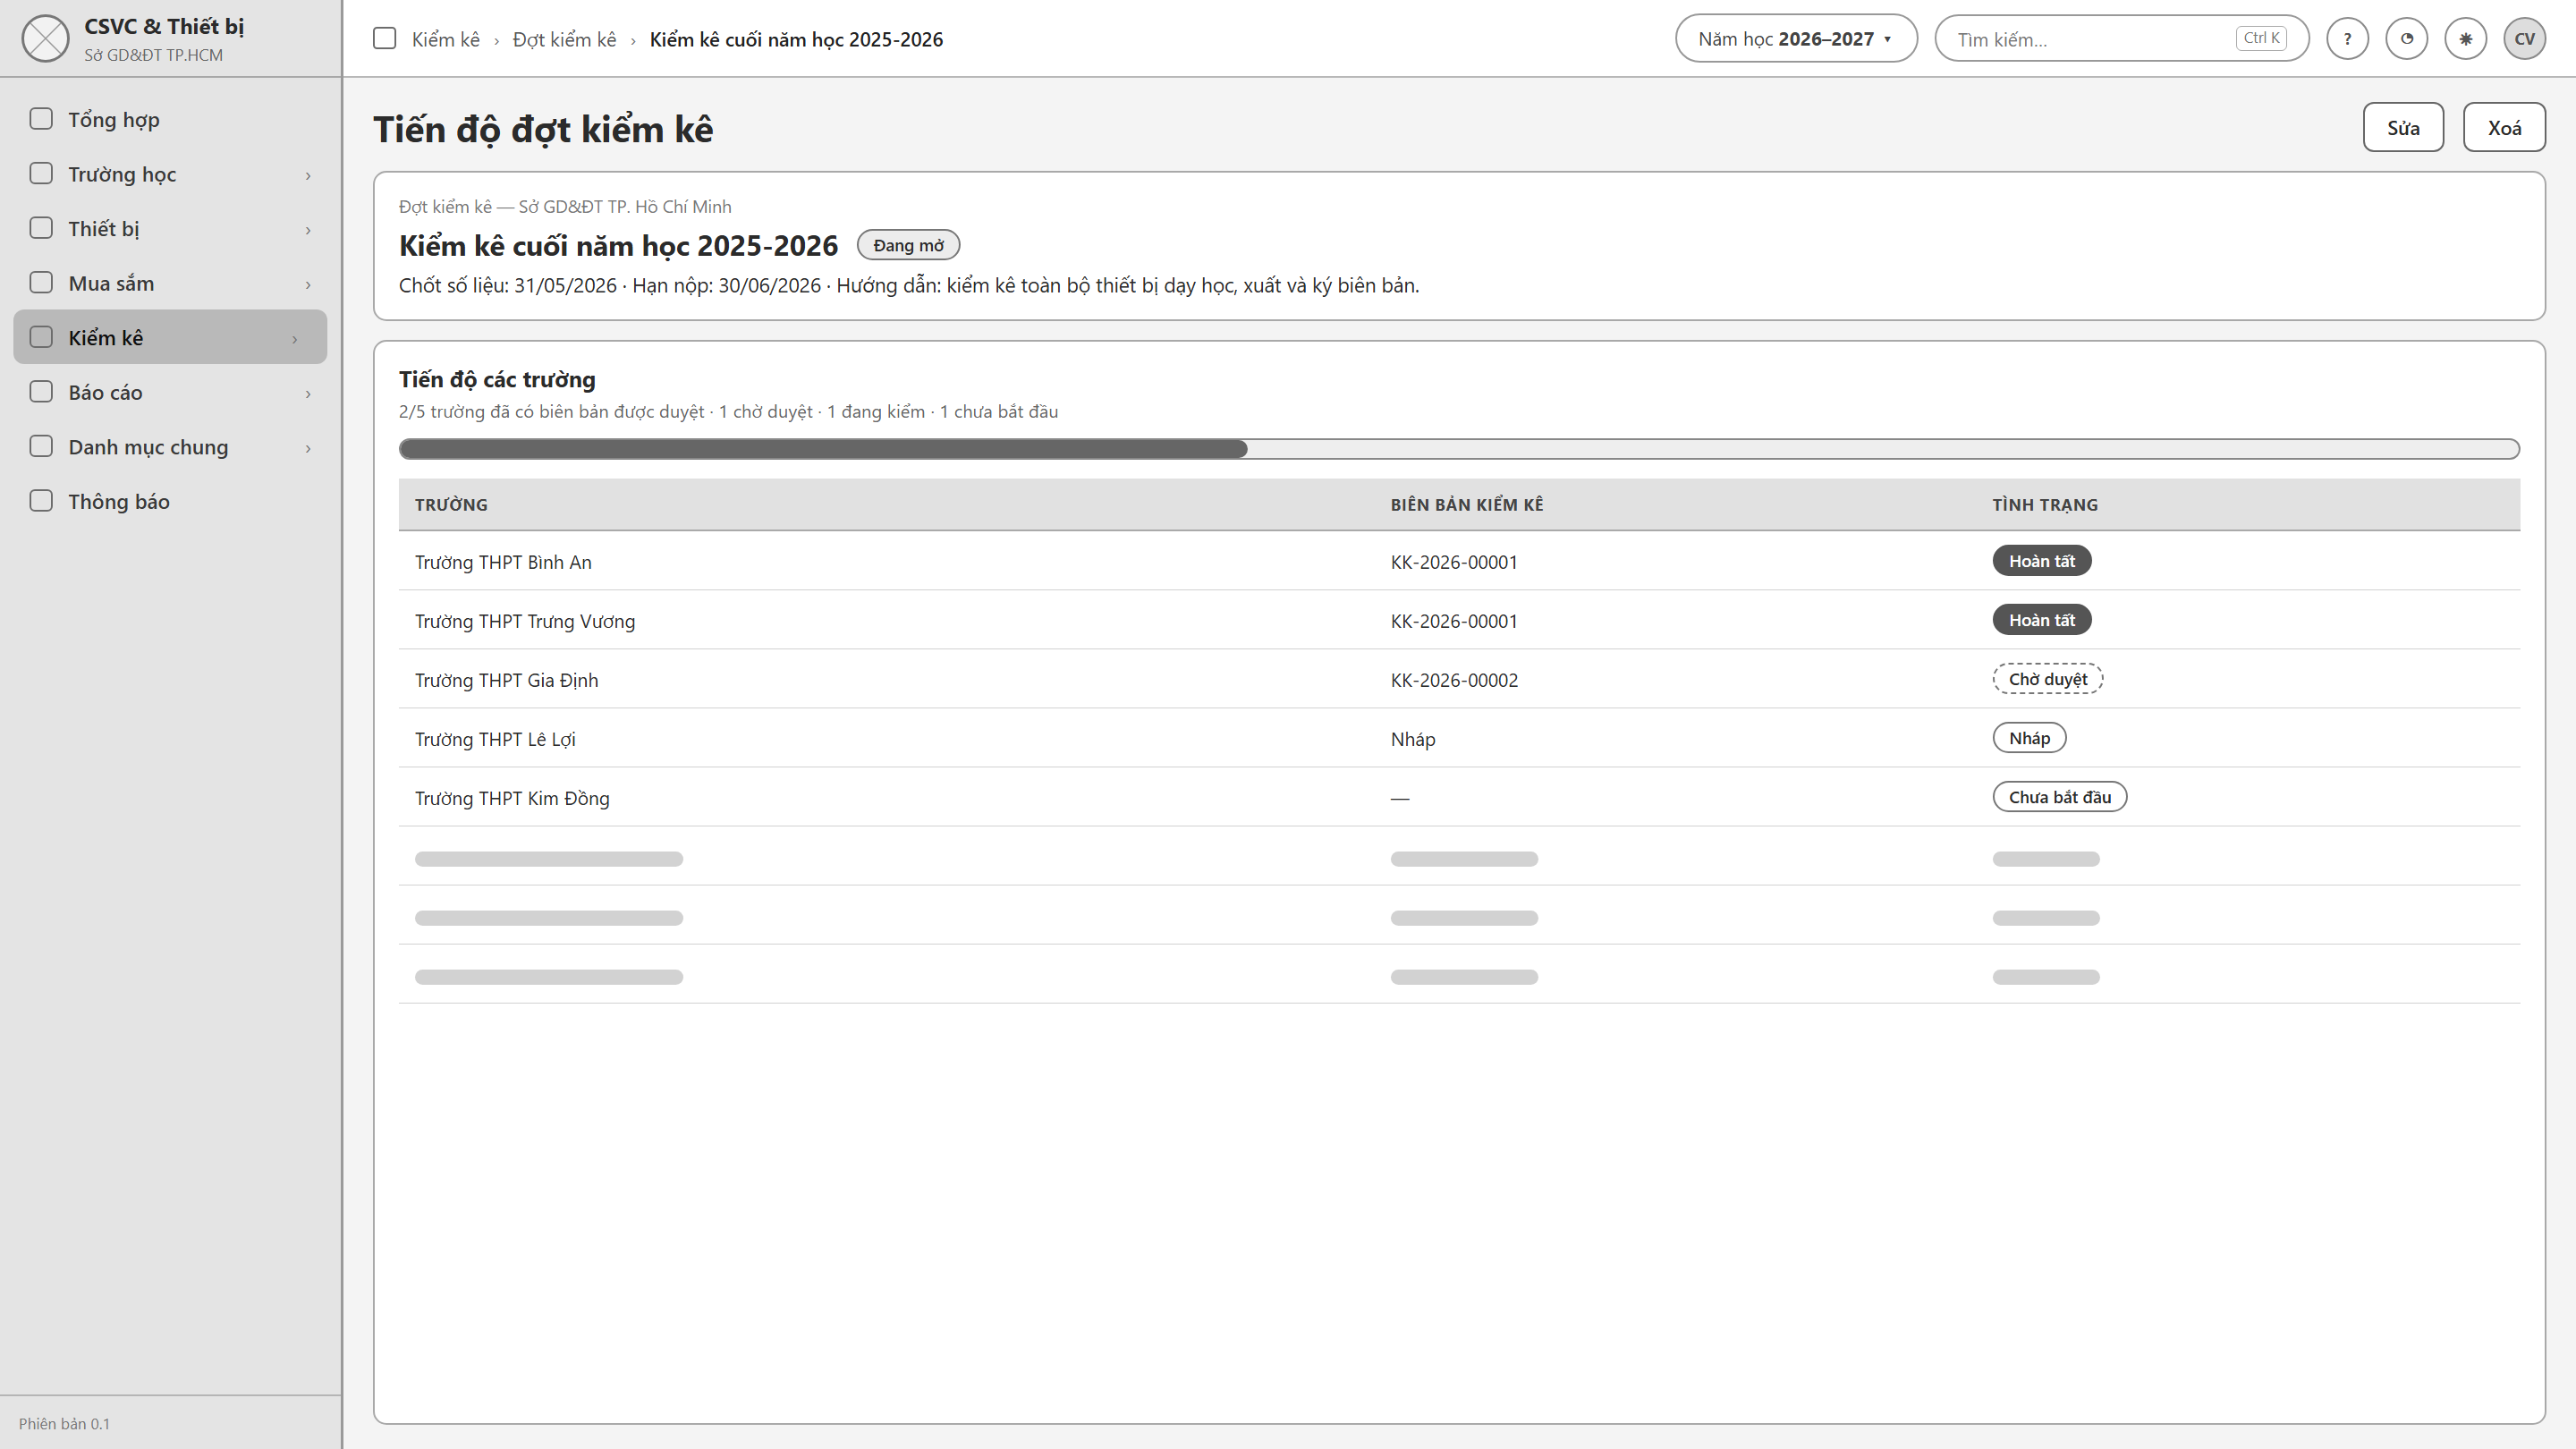 CSVC & Thiết bị
Sở GD&ĐT TP.HCM
Kiểm kê › Đợt kiểm kê › Kiểm kê cuối năm học 2025-2026
Năm học 2026–2027 ▾
Tìm kiếm... Ctrl K
?
CV
Tổng hợp
Trường học ›
Thiết bị ›
Mua sắm ›
Kiểm kê ›
Báo cáo ›
Danh mục chung ›
Thông báo
Phiên bản 0.1
Tiến độ đợt kiểm kê
Sửa
Xoá
Đợt kiểm kê — Sở GD&ĐT TP. Hồ Chí Minh
Kiểm kê cuối năm học 2025-2026 Đang mở
Chốt số liệu: 31/05/2026 · Hạn nộp: 30/06/2026 · Hướng dẫn: kiểm kê toàn bộ thiết bị dạy học, xuất và ký biên bản.
Tiến độ các trường
2/5 trường đã có biên bản được duyệt · 1 chờ duyệt · 1 đang kiểm · 1 chưa bắt đầu
TRƯỜNG BIÊN BẢN KIỂM KÊ TÌNH TRẠNG
Trường THPT Bình An KK-2026-00001 Hoàn tất
Trường THPT Trưng Vương KK-2026-00001 Hoàn tất
Trường THPT Gia Định KK-2026-00002 Chờ duyệt
Trường THPT Lê Lợi Nháp Nháp
Trường THPT Kim Đồng — Chưa bắt đầu